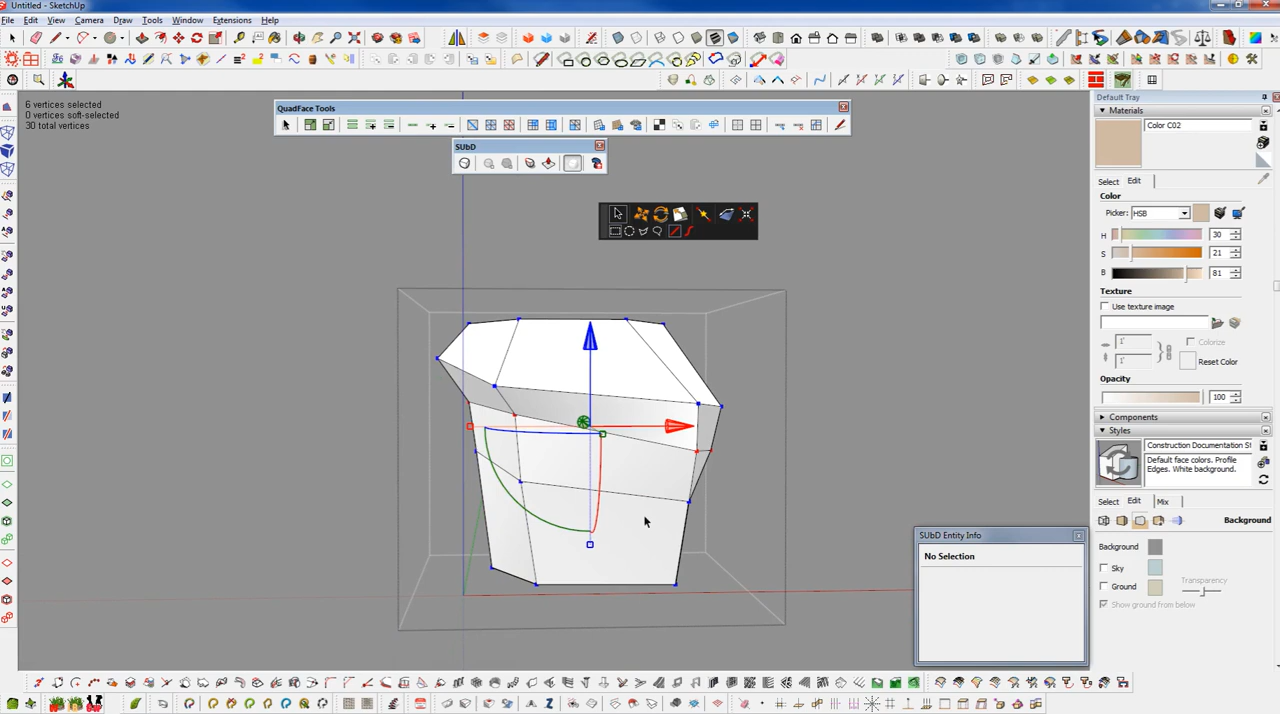 Untitled - SketchUp
File Edit View Camera Draw Tools Window Extensions Help
6 vertices selected
0 vertices soft-selected
30 total vertices
QuadFace Tools
SUbD
Default Tray
Materials
Color C02
Select Edit
Color
Picker: HSB
H 30
S 21
B 81
Texture
Use texture image
1'
Colorize
1'
Reset Color
Opacity
100
Components
Styles
Construction Documentation St
Default face colors. Profile
Edges. White background.
Select Edit Mix
Background
Background
Sky
Transparency
Ground
Show ground from below
SUbD Entity Info
No Selection